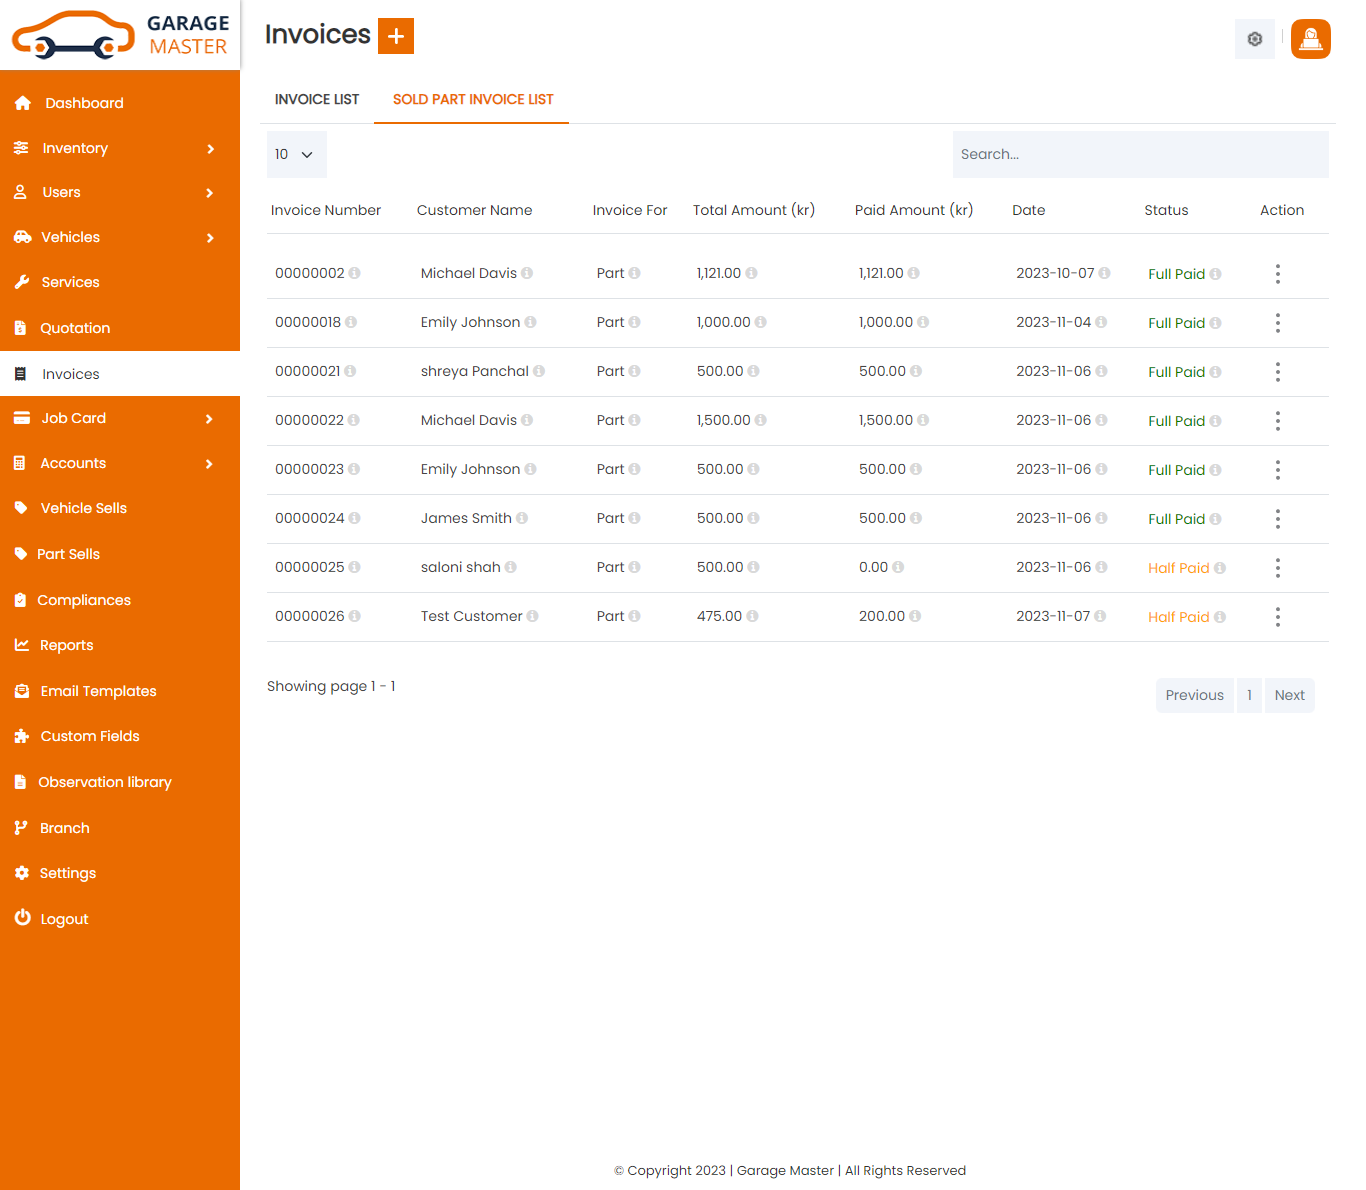 GARAGE
MASTER
Dashboard
Inventory
Users
Vehicles
Services
Quotation
Invoices
Job Card
Accounts
Vehicle Sells
Part Sells
Compliances
Reports
Email Templates
Custom Fields
Observation library
Branch
Settings
Logout
Invoices
INVOICE LIST SOLD PART INVOICE LIST
10 Search...
Invoice Number Customer Name Invoice For Total Amount (kr) Paid Amount (kr) Date Status Action
00000002 Michael Davis Part 1,121.00 1,121.00 2023-10-07 Full Paid
00000018 Emily Johnson Part 1,000.00 1,000.00 2023-11-04 Full Paid
00000021 shreya Panchal Part 500.00 500.00 2023-11-06 Full Paid
00000022 Michael Davis Part 1,500.00 1,500.00 2023-11-06 Full Paid
00000023 Emily Johnson Part 500.00 500.00 2023-11-06 Full Paid
00000024 James Smith Part 500.00 500.00 2023-11-06 Full Paid
00000025 saloni shah Part 500.00 0.00 2023-11-06 Half Paid
00000026 Test Customer Part 475.00 200.00 2023-11-07 Half Paid
Showing page 1 - 1
Previous 1 Next
© Copyright 2023 | Garage Master | All Rights Reserved